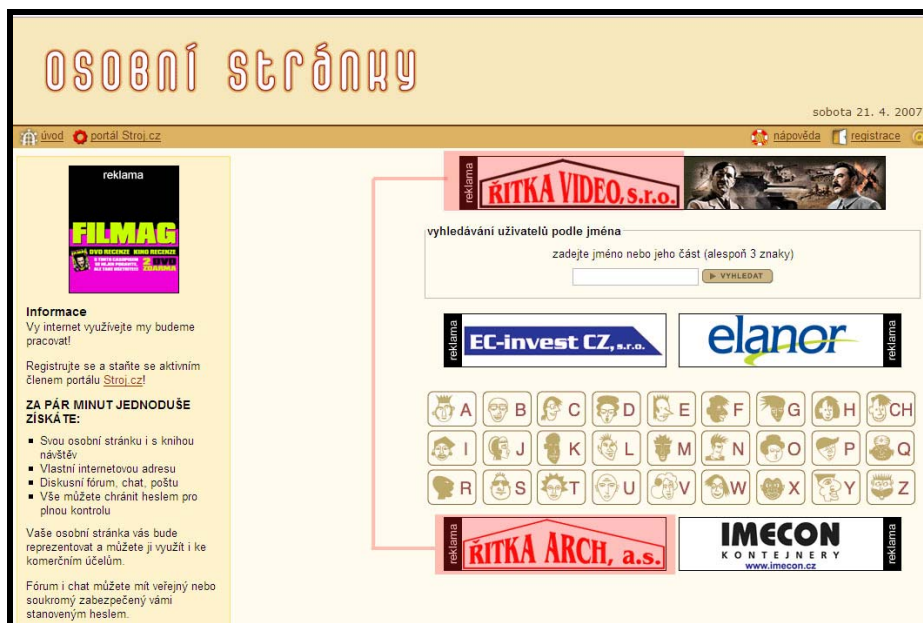 osobní stránky
sobota 21. 4. 2007
úvod portál Stroj.cz
nápověda registrace
reklama
FILMAG
DVD RECENZE KINO RECENZE
2 DVD
ZDARMA
Informace
Vy internet využívejte my budeme
pracovat!
Registrujte se a staňte se aktivním
členem portálu Stroj.cz!
ZA PÁR MINUT JEDNODUŠE
ZÍSKÁTE:
Svou osobní stránku i s knihou
návštěv
Vlastní internetovou adresu
Diskusní fórum, chat, poštu
Vše můžete chránit heslem pro
plnou kontrolu
Vaše osobní stránka vás bude
reprezentovat a můžete ji využít i ke
komerčním účelům.
Fórum i chat můžete mít veřejný nebo
soukromý zabezpečený vámi
stanoveným heslem.
reklama
ŘITKA VIDEO, s.r.o.
vyhledávání uživatelů podle jména
zadejte jméno nebo jeho část (alespoň 3 znaky)
VYHLEDAT
reklama
EC-invest CZ, s.r.o.
elanor
reklama
A B C D E F G H CH
I J K L M N O P Q
R S T U V W X Y Z
reklama
ŘITKA ARCH, a.s.
IMECON
KONTEJNERY
www.imecon.cz
reklama